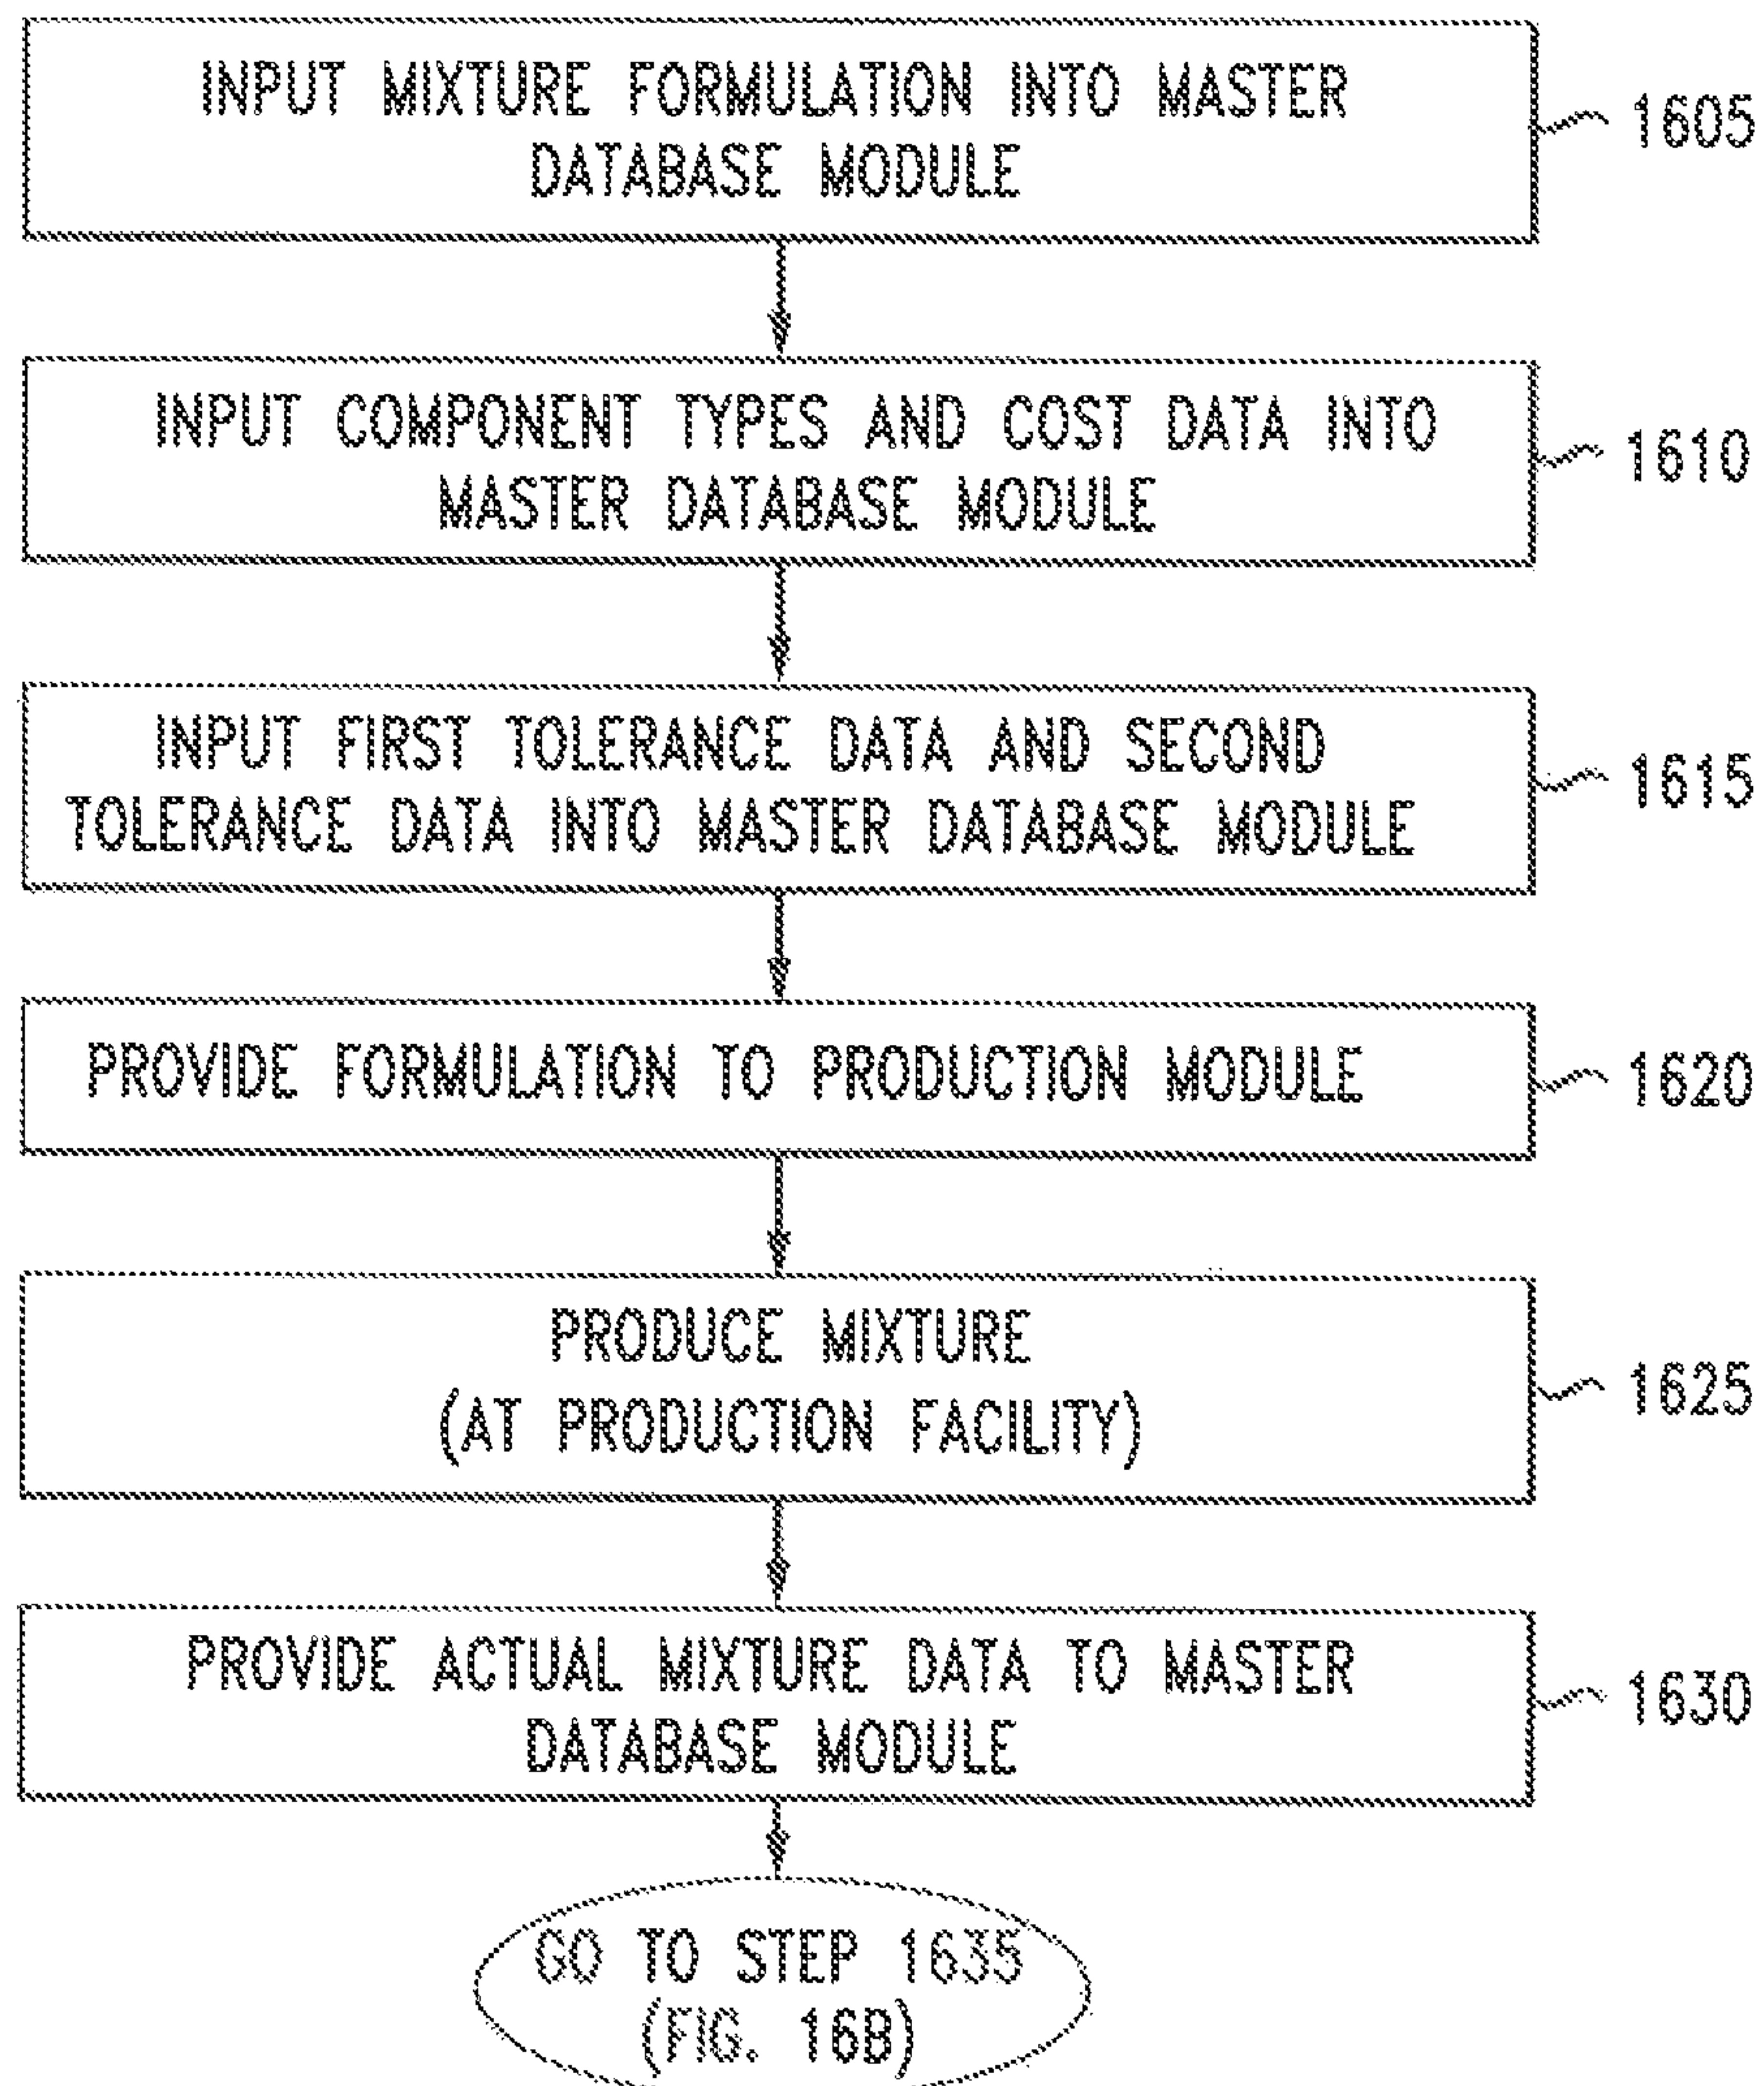 INPUT MIXTURE FORMULATION INTO MASTER
DATABASE MODULE
1605
INPUT COMPONENT TYPES AND COST DATA INTO
MASTER DATABASE MODULE
1610
INPUT FIRST TOLERANCE DATA AND SECOND
TOLERANCE DATA INTO MASTER DATABASE MODULE
1615
PROVIDE FORMULATION TO PRODUCTION MODULE
1620
PRODUCE MIXTURE
(AT PRODUCTION FACILITY)
1625
PROVIDE ACTUAL MIXTURE DATA TO MASTER
DATABASE MODULE
1630
GO TO STEP 1635
(FIG. 16B)